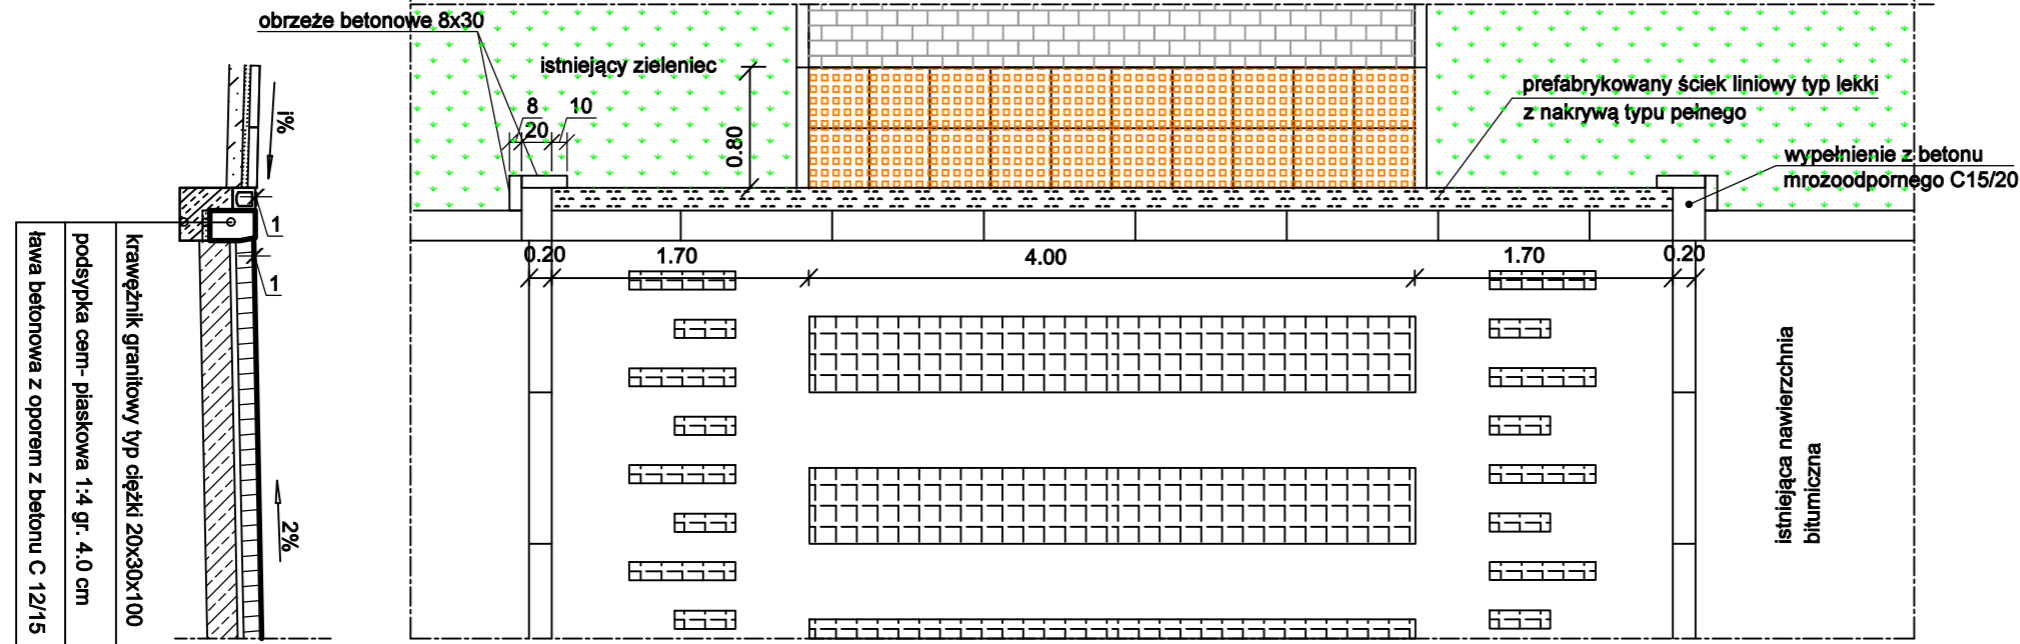 obrzeże betonowe 8x30
istniejący zieleniec
8
10
20
0.80
prefabrykowany ściek liniowy typ lekki
z nakrywą typu pełnego
wypełnienie z betonu
mrozoodpornego C15/20
i%
1
1
2%
krawężnik granitowy typ ciężki 20x30x100
podsypka cem- piaskowa 1:4 gr. 4.0 cm
ława betonowa z oporem z betonu C 12/15
0.20
1.70
4.00
1.70
0.20
istniejąca nawierzchnia
bitumiczna